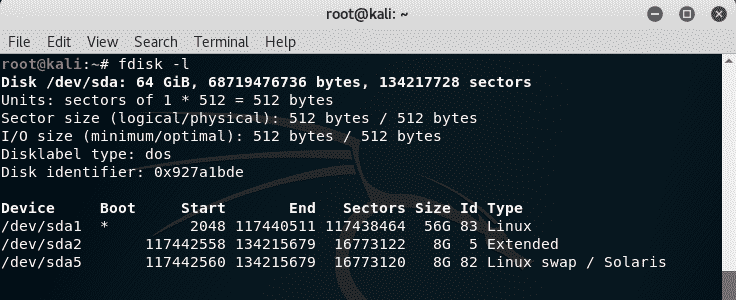 root@kali: ~
File Edit View Search Terminal Help
root@kali:~# fdisk -l
Disk /dev/sda: 64 GiB, 68719476736 bytes, 134217728 sectors
Units: sectors of 1 * 512 = 512 bytes
Sector size (logical/physical): 512 bytes / 512 bytes
I/O size (minimum/optimal): 512 bytes / 512 bytes
Disklabel type: dos
Disk identifier: 0x927a1bde
Device     Boot     Start       End   Sectors Size Id Type
/dev/sda1  *         2048 117440511 117438464  56G 83 Linux
/dev/sda2       117442558 134215679  16773122   8G  5 Extended
/dev/sda5       117442560 134215679  16773120   8G 82 Linux swap / Solaris